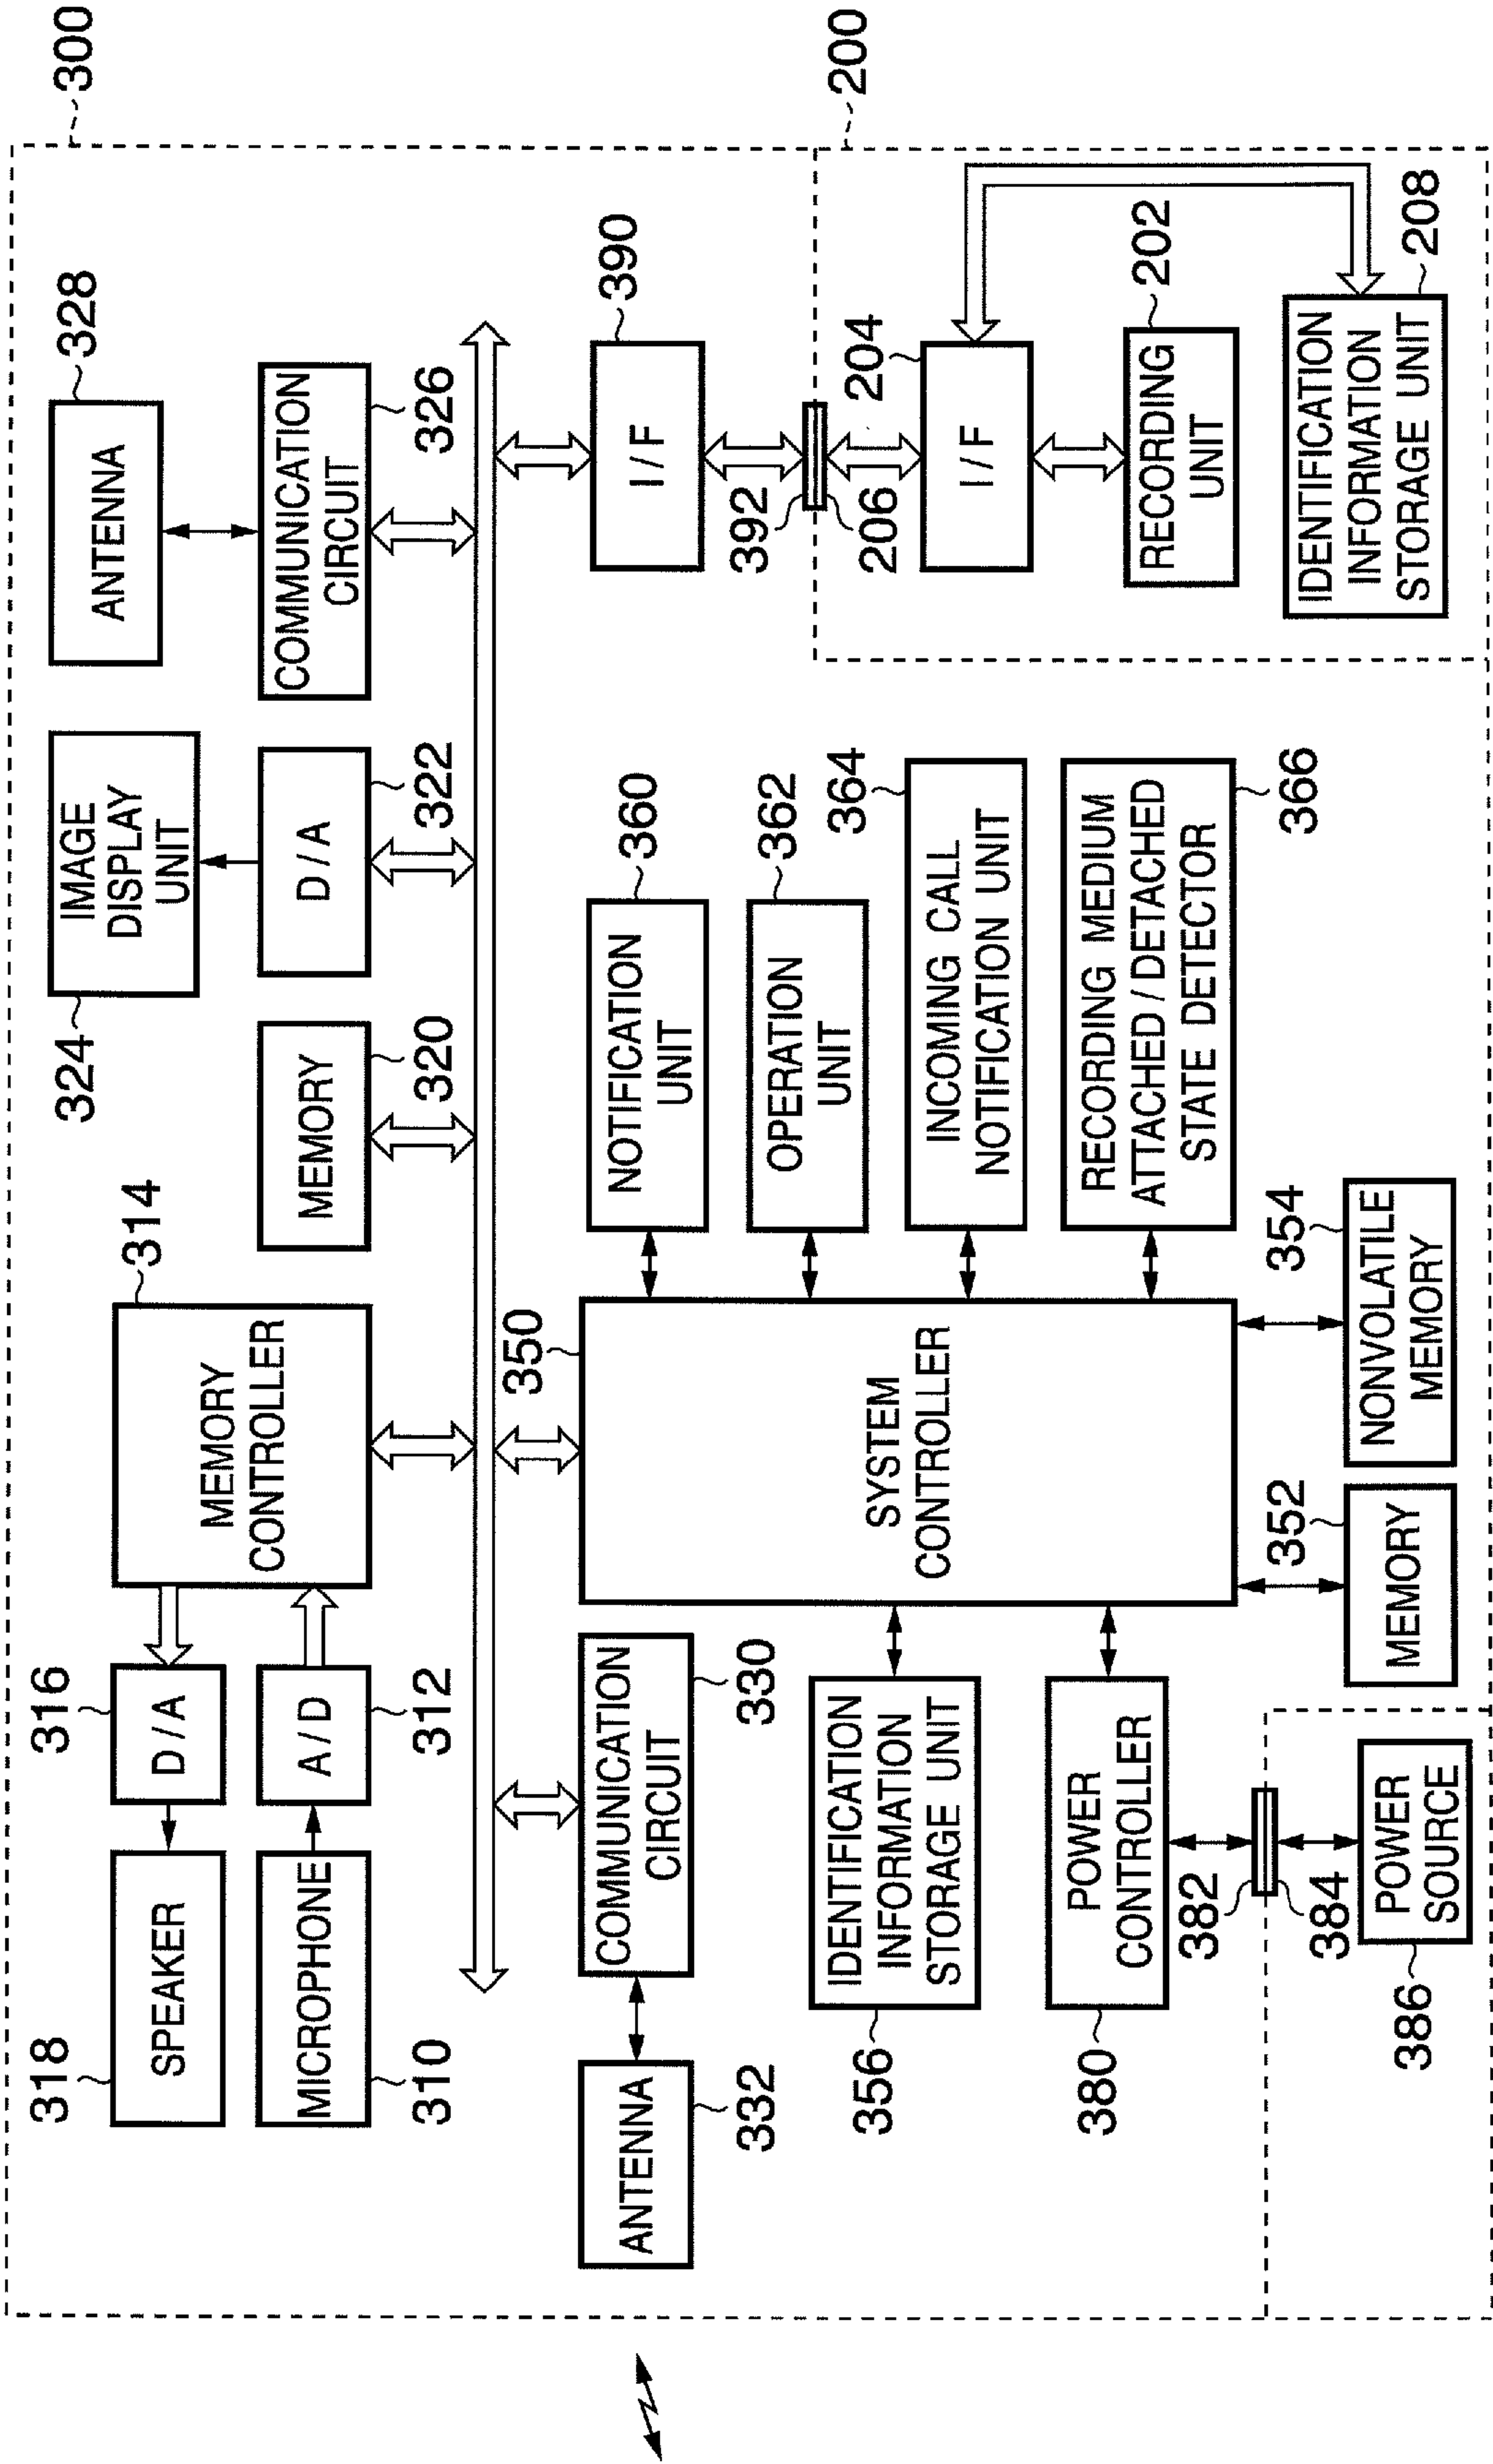 300
328
ANTENNA
COMMUNICATION
CIRCUIT
326
324
IMAGE
DISPLAY
UNIT
D/A
322
MEMORY
320
314
MEMORY
CONTROLLER
316
D/A
A/D
312
318
SPEAKER
MICROPHONE
310
390
I/F
392
206
200
204
I/F
202
RECORDING
UNIT
IDENTIFICATION
INFORMATION
STORAGE UNIT
208
360
NOTIFICATION
UNIT
362
OPERATION
UNIT
364
INCOMING CALL
NOTIFICATION UNIT
RECORDING MEDIUM
ATTACHED/DETACHED
STATE DETECTOR
366
350
SYSTEM
CONTROLLER
354
NONVOLATILE
MEMORY
352
MEMORY
COMMUNICATION
CIRCUIT
330
ANTENNA
332
IDENTIFICATION
INFORMATION
STORAGE UNIT
356
POWER
CONTROLLER
380
382
384
POWER
SOURCE
386